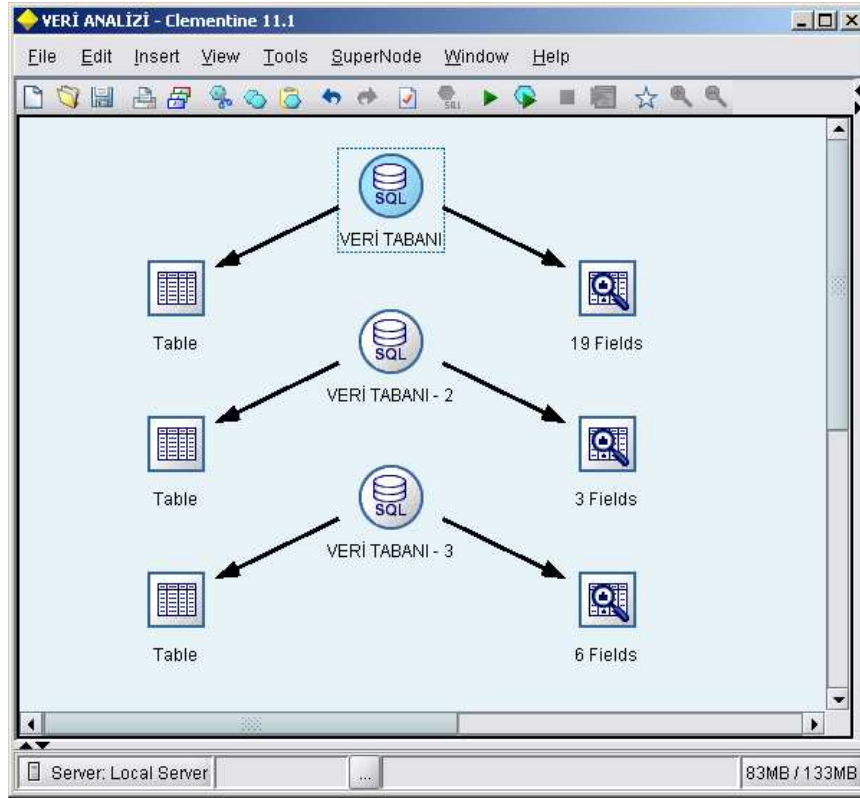 VERİ ANALİZİ - Clementine 11.1
File Edit Insert View Tools SuperNode Window Help
SQL
SQL
VERİ TABANI
Table
19 Fields
SQL
VERİ TABANI - 2
Table
3 Fields
SQL
VERİ TABANI - 3
Table
6 Fields
Server: Local Server
...
83MB / 133MB